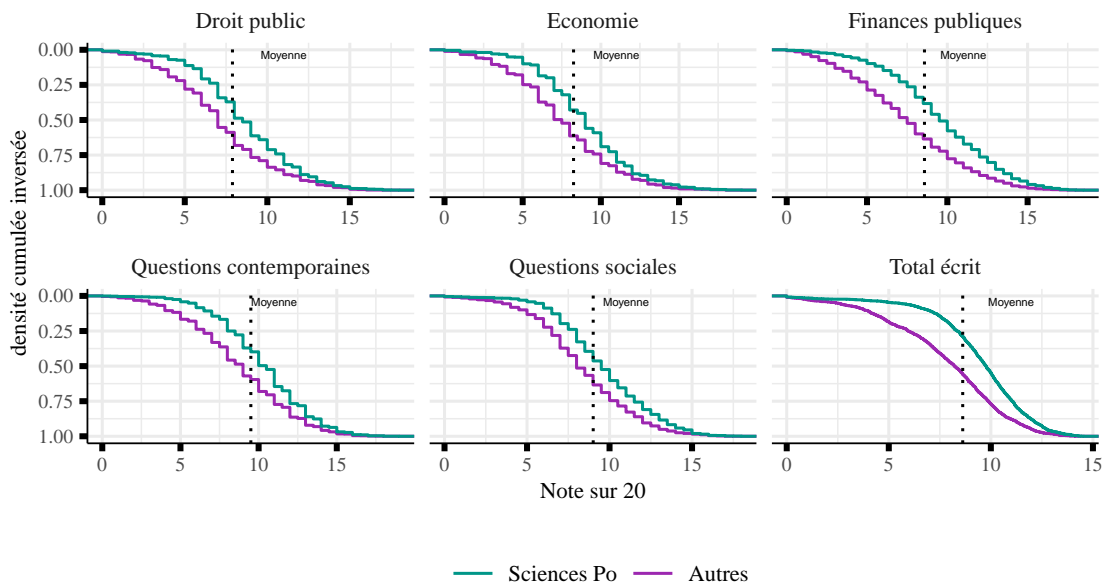 Droit public
Economie
Finances publiques
0.00
0.25
0.50
0.75
1.00
Moyenne
Moyenne
Moyenne
0 5 10 15
0 5 10 15
0 5 10 15
Questions contemporaines
Questions sociales
Total écrit
0.00
0.25
0.50
0.75
1.00
Moyenne
Moyenne
Moyenne
0 5 10 15
0 5 10 15
0 5 10 15
densité cumulée inversée
Note sur 20
Sciences Po
Autres